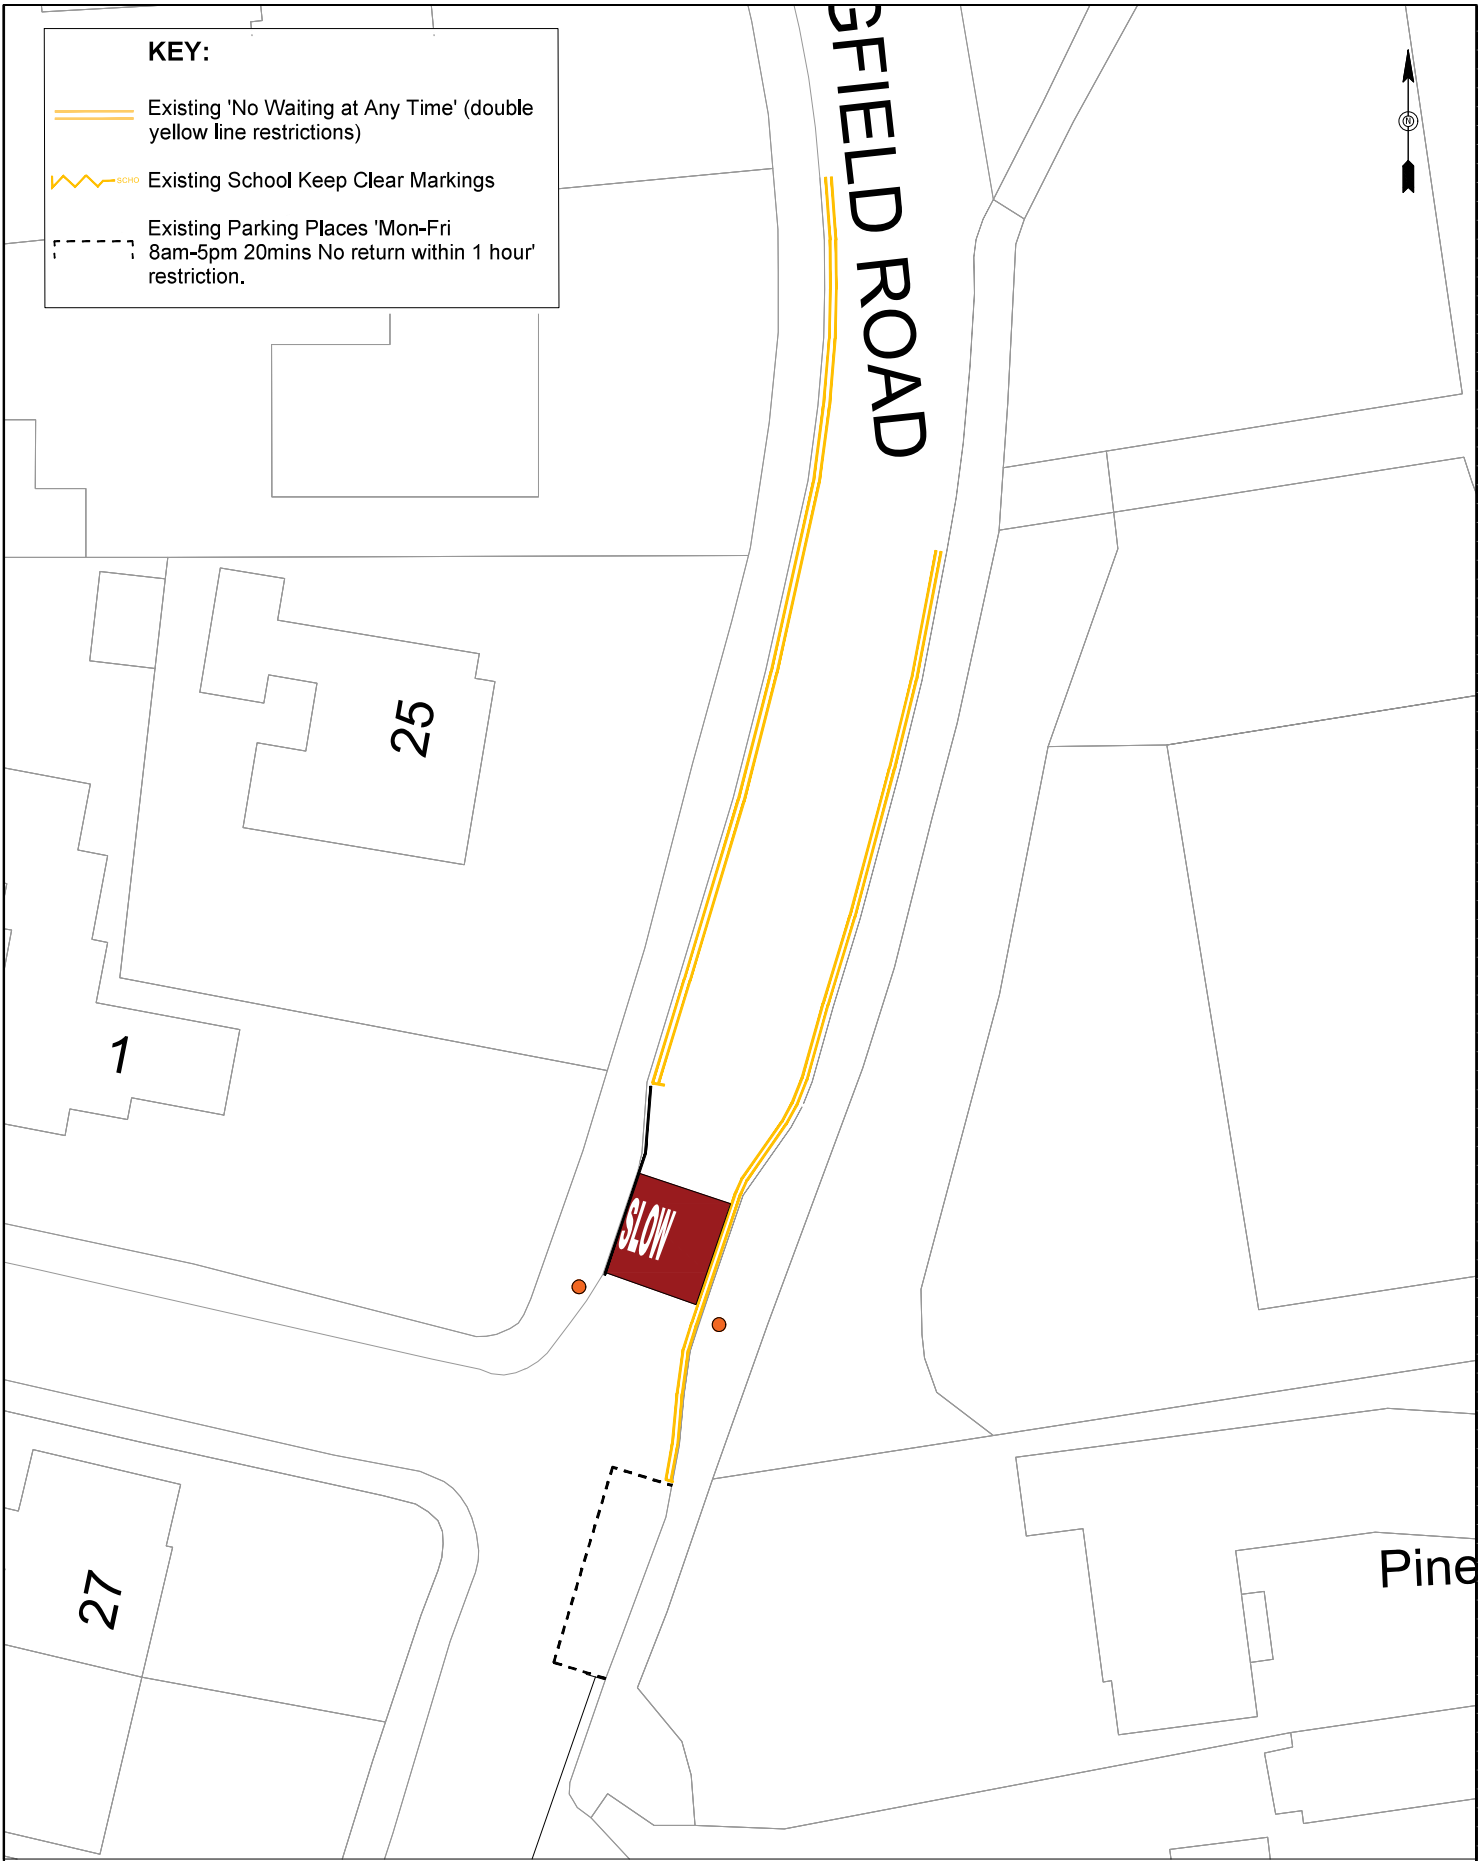 KEY:
Existing 'No Waiting at Any Time' (double
yellow line restrictions)
SCHO
Existing School Keep Clear Markings
Existing Parking Places 'Mon-Fri
8am-5pm 20mins No return within 1 hour'
restriction.
N
GFIELD ROAD
25
1
SLOW
27
Pine